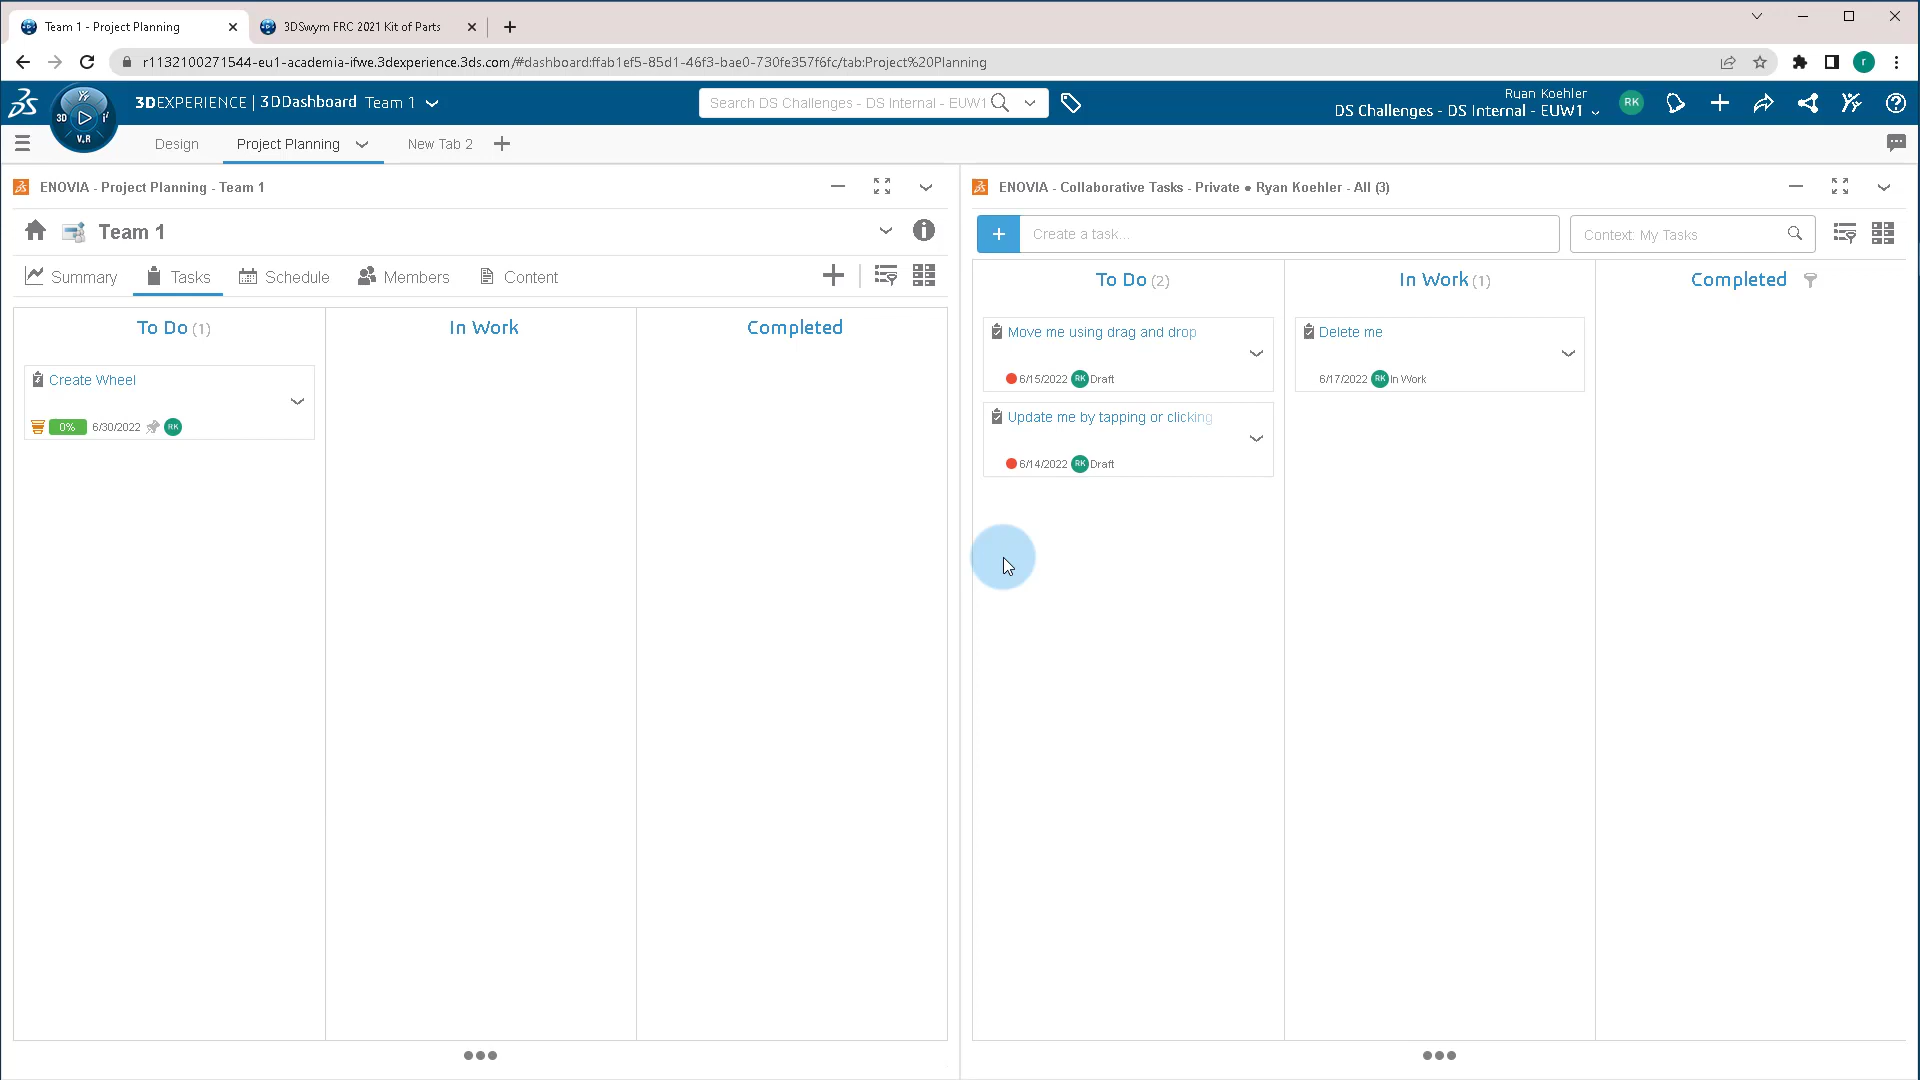 Team 1 - Project Planning
3DSwym FRC 2021 Kit of Parts
r1132100271544-eu1-academia-ifwe.3dexperience.3ds.com/#dashboard:ffab1ef5-85d1-46f3-bae0-730fe357f6fc/tab:Project%20Planning
r
3D
V.R
3DEXPERIENCE | 3DDashboard Team 1
Search DS Challenges - DS Internal - EUW1
Ryan Koehler
DS Challenges - DS Internal - EUW1
RK
Design
Project Planning
New Tab 2
ENOVIA - Project Planning - Team 1
Team 1
Summary
Tasks
Schedule
Members
Content
To Do (1)
In Work
Completed
Create Wheel
0% 6/30/2022 RK
ENOVIA - Collaborative Tasks - Private ● Ryan Koehler - All (3)
Create a task...
Context: My Tasks
To Do (2)
In Work (1)
Completed
Move me using drag and drop
6/15/2022 RK Draft
Update me by tapping or clicking
6/14/2022 RK Draft
Delete me
6/17/2022 RK In Work